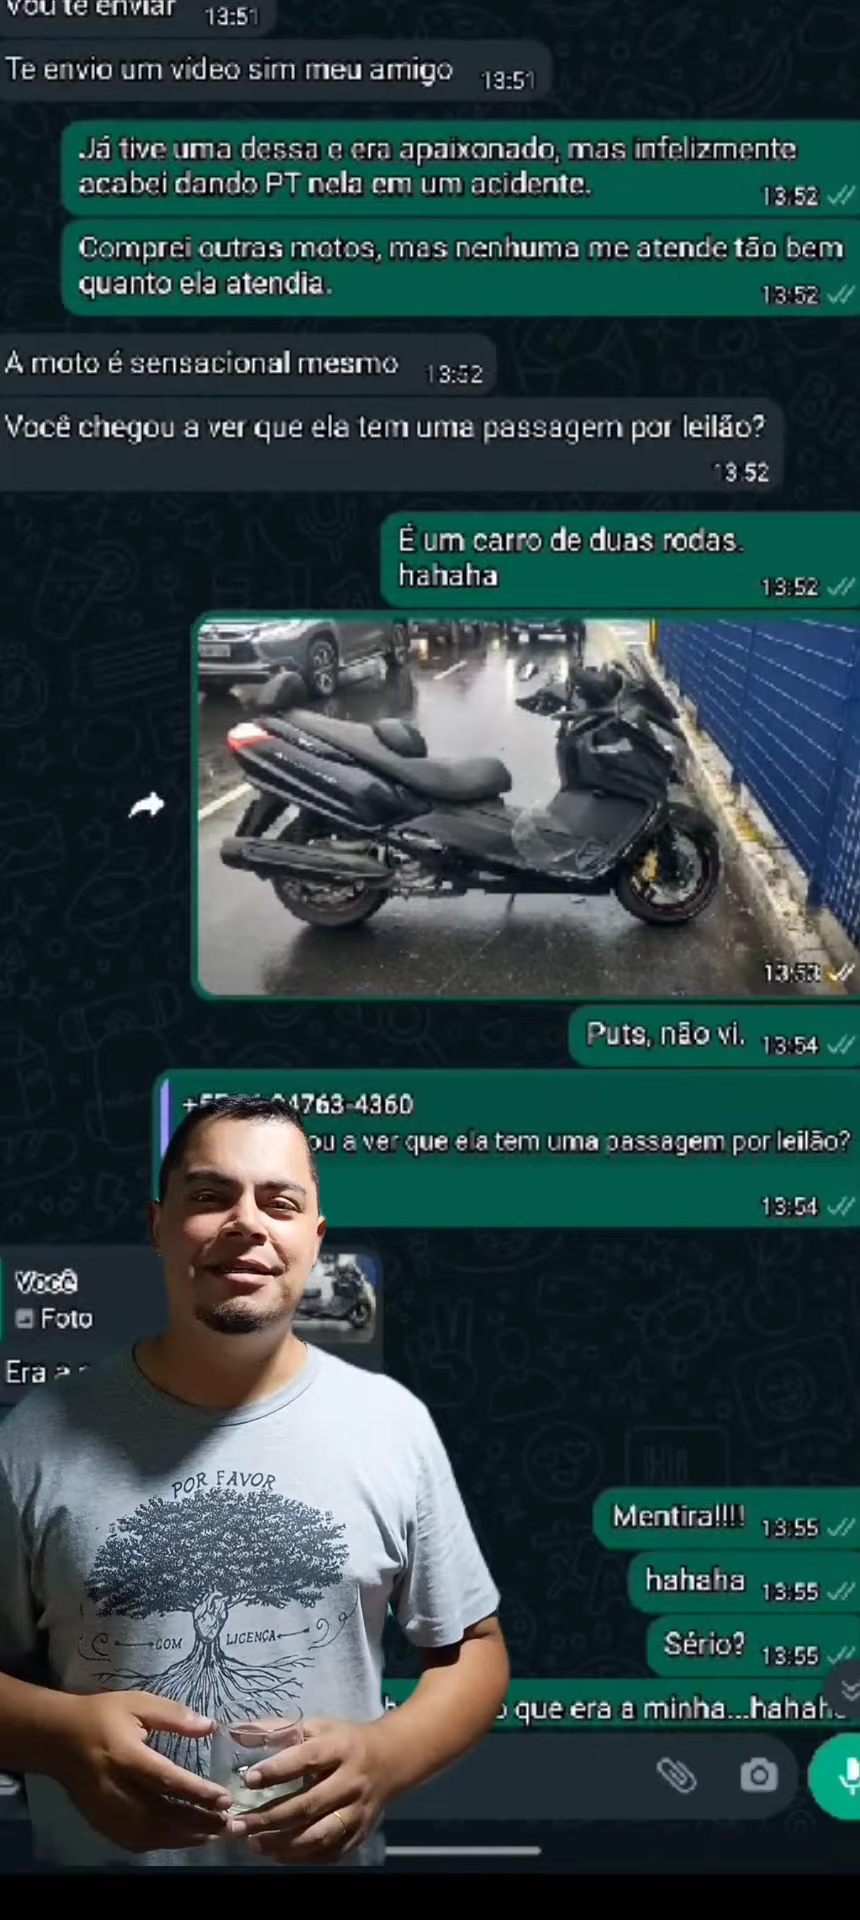 Vou te enviar 13:51
Te envio um vídeo sim meu amigo 13:51
Já tive uma dessa e era apaixonado, mas infelizmente
acabei dando PT nela em um acidente. 13:52
Comprei outras motos, mas nenhuma me atende tão bem
quanto ela atendia. 13:52
A moto é sensacional mesmo 13:52
Você chegou a ver que ela tem uma passagem por leilão?
13:52
É um carro de duas rodas.
hahaha 13:52
13:53
Puts, não vi. 13:54
4763-4360
a ver que ela tem uma passagem por leilão?
13:54
Você
Foto
Era a
Mentira!!!! 13:55
hahaha 13:55
Sério? 13:55
que era a minha...hahah
POR FAVOR
COM LICENÇA